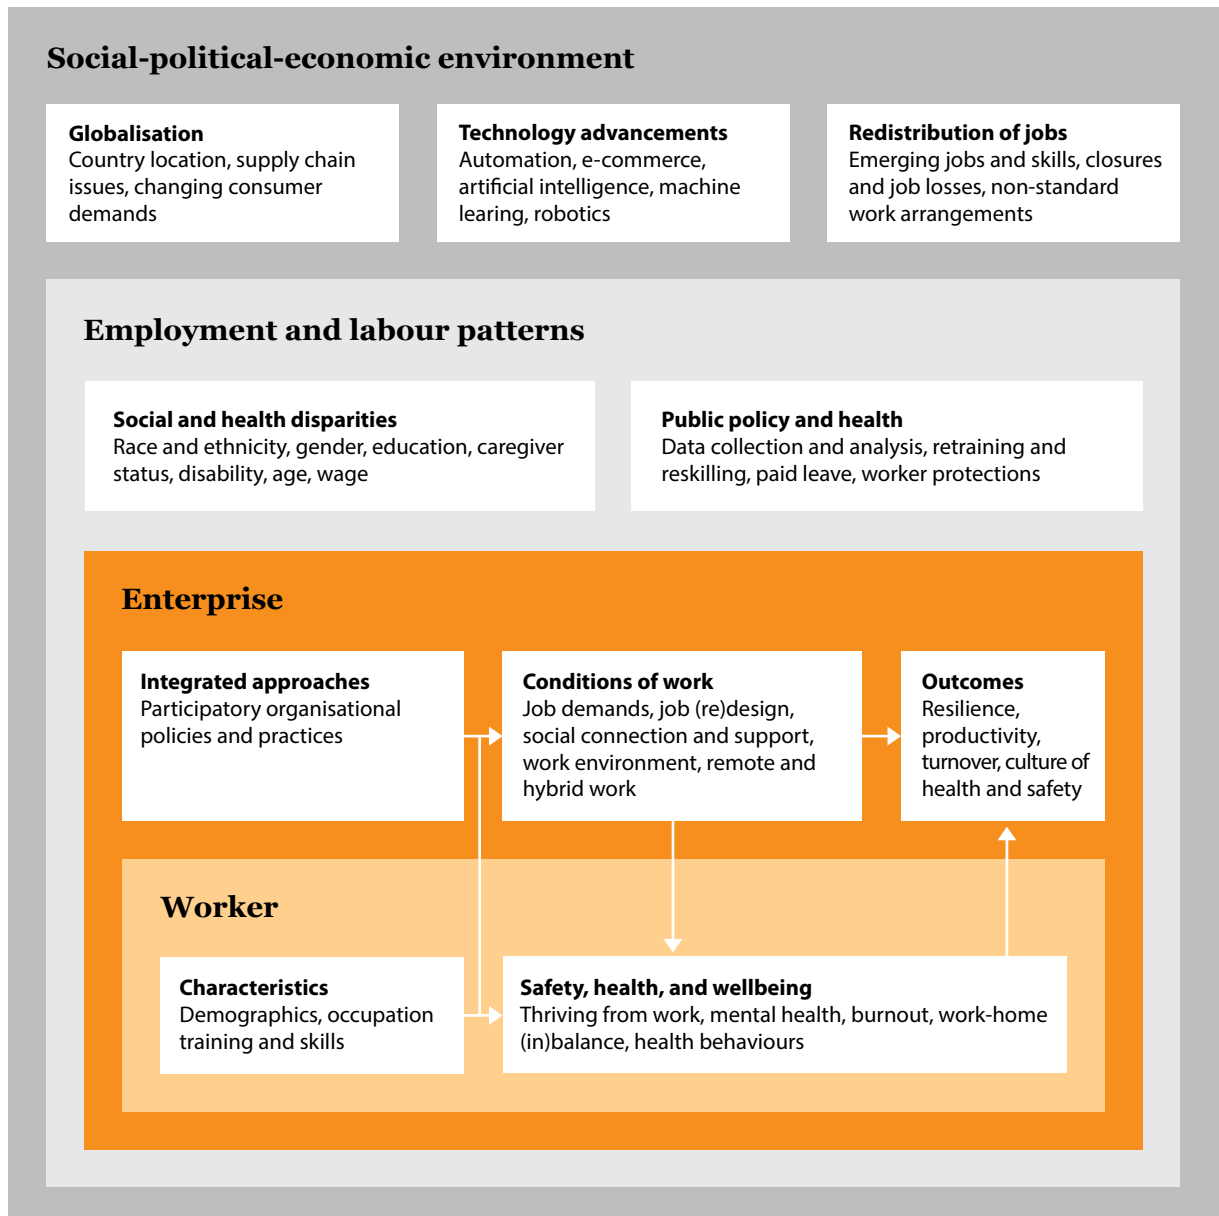 Social-political-economic environment
Globalisation
Country location, supply chain
issues, changing consumer
demands
Technology advancements
Automation, e-commerce,
artificial intelligence, machine
learing, robotics
Redistribution of jobs
Emerging jobs and skills, closures
and job losses, non-standard
work arrangements
Employment and labour patterns
Social and health disparities
Race and ethnicity, gender, education, caregiver
status, disability, age, wage
Public policy and health
Data collection and analysis, retraining and
reskilling, paid leave, worker protections
Enterprise
Integrated approaches
Participatory organisational
policies and practices
Conditions of work
Job demands, job (re)design,
social connection and support,
work environment, remote and
hybrid work
Outcomes
Resilience,
productivity,
turnover, culture of
health and safety
Worker
Characteristics
Demographics, occupation
training and skills
Safety, health, and wellbeing
Thriving from work, mental health, burnout, work-home
(in)balance, health behaviours